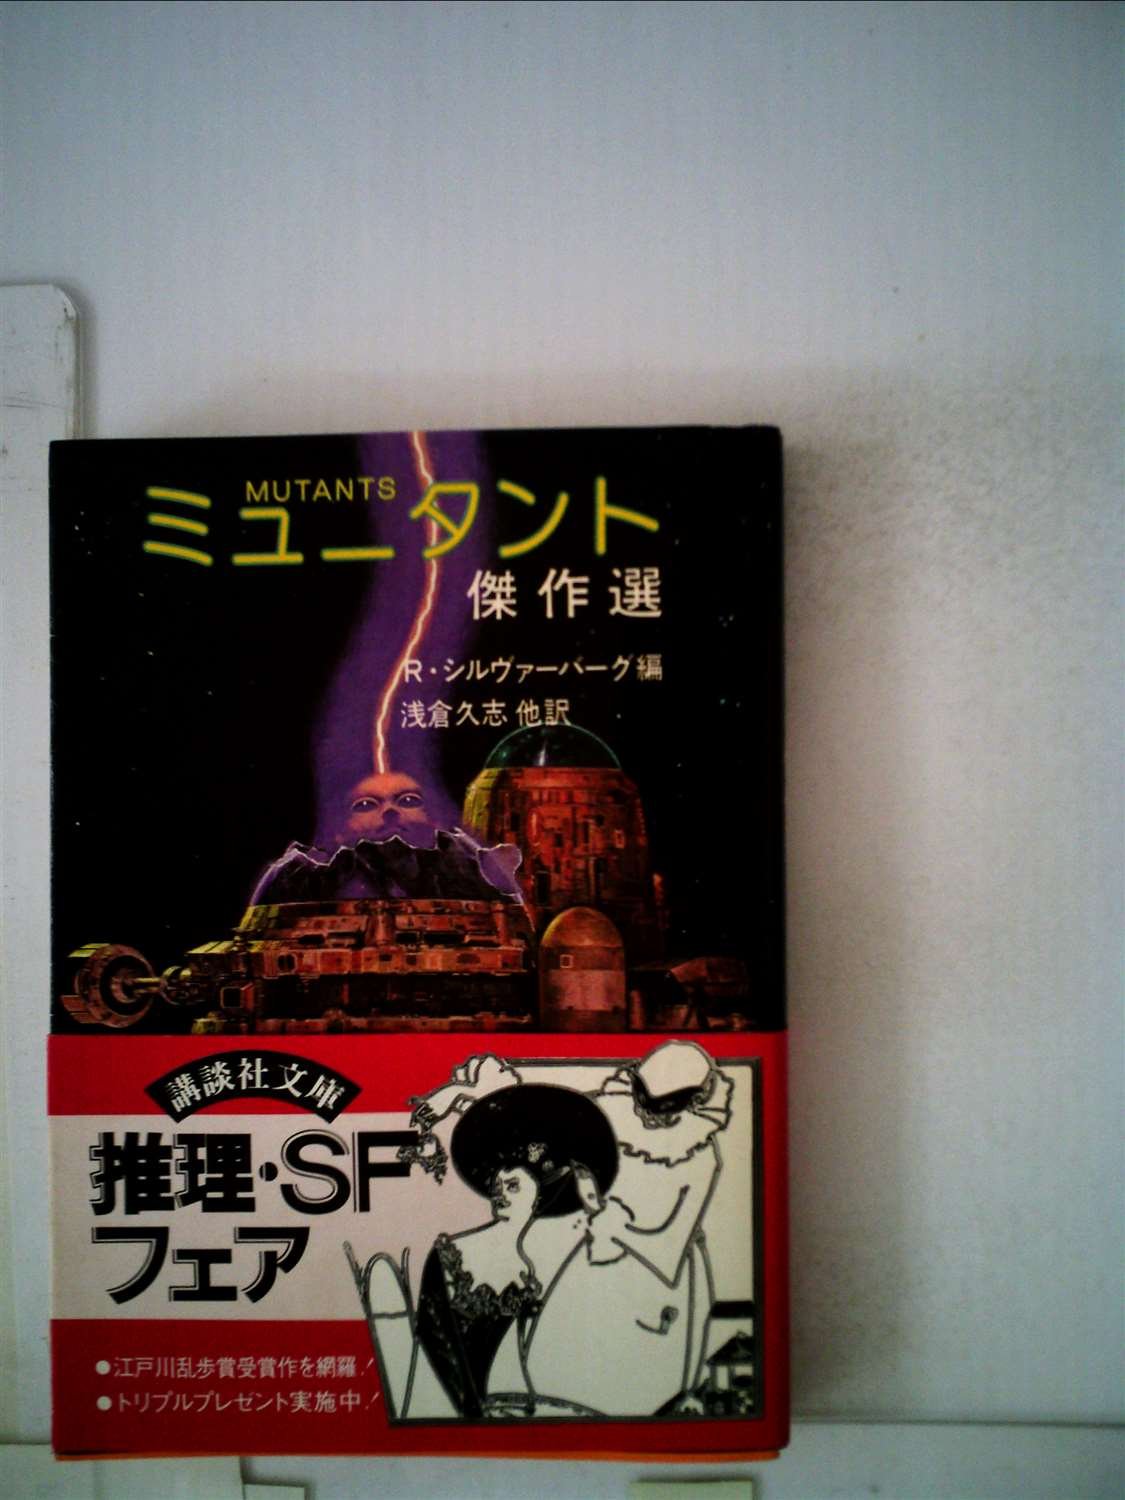 MUTANTS
ミュータント
傑作選
R・シルヴァーバーグ編
浅倉久志 他訳
講談社文庫
推理・SF
フェア
●江戸川乱歩賞受賞作を網羅!
●トリプルプレゼント実施中!